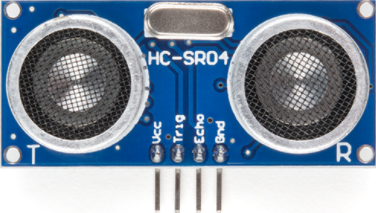 HC-SR04
Vcc
Trig
Echo
Gnd
T
R